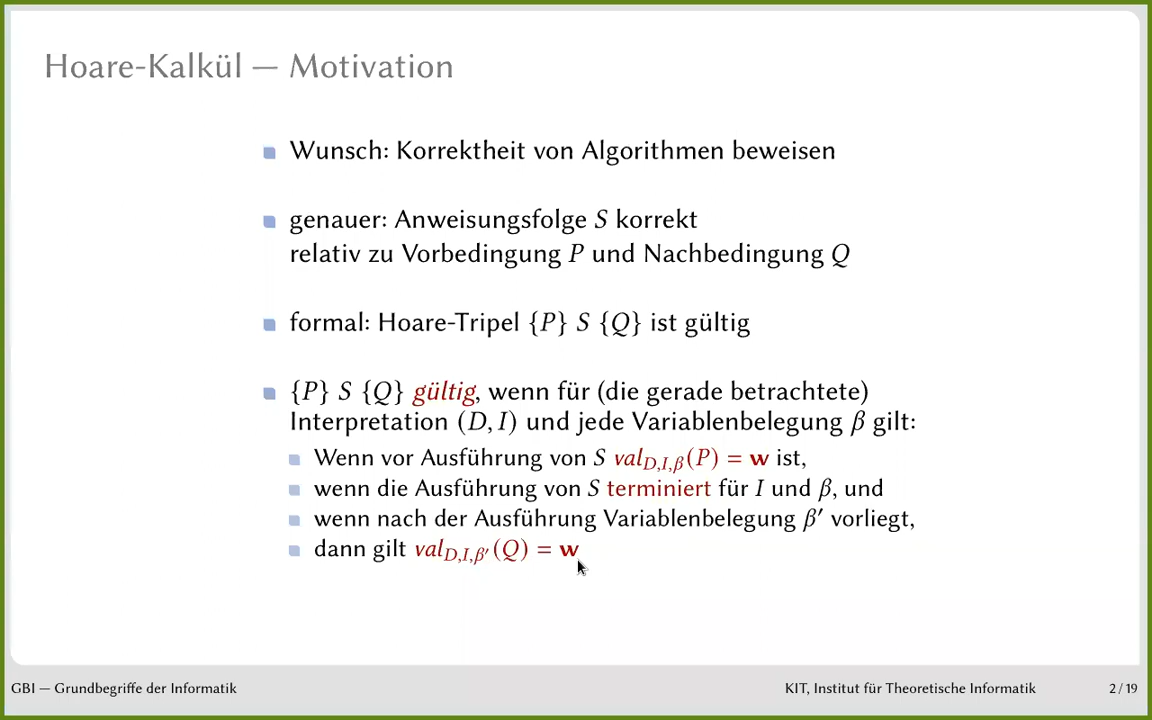 Hoare-Kalkül — Motivation
Wunsch: Korrektheit von Algorithmen beweisen
genauer: Anweisungsfolge S korrekt
relativ zu Vorbedingung P und Nachbedingung Q
formal: Hoare-Tripel {P} S {Q} ist gültig
{P} S {Q} gültig, wenn für (die gerade betrachtete)
Interpretation (D, I) und jede Variablenbelegung β gilt:
Wenn vor Ausführung von S val_{D,I,β}(P) = w ist,
wenn die Ausführung von S terminiert für I und β, und
wenn nach der Ausführung Variablenbelegung β′ vorliegt,
dann gilt val_{D,I,β′}(Q) = w
GBI — Grundbegriffe der Informatik
KIT, Institut für Theoretische Informatik
2 / 19